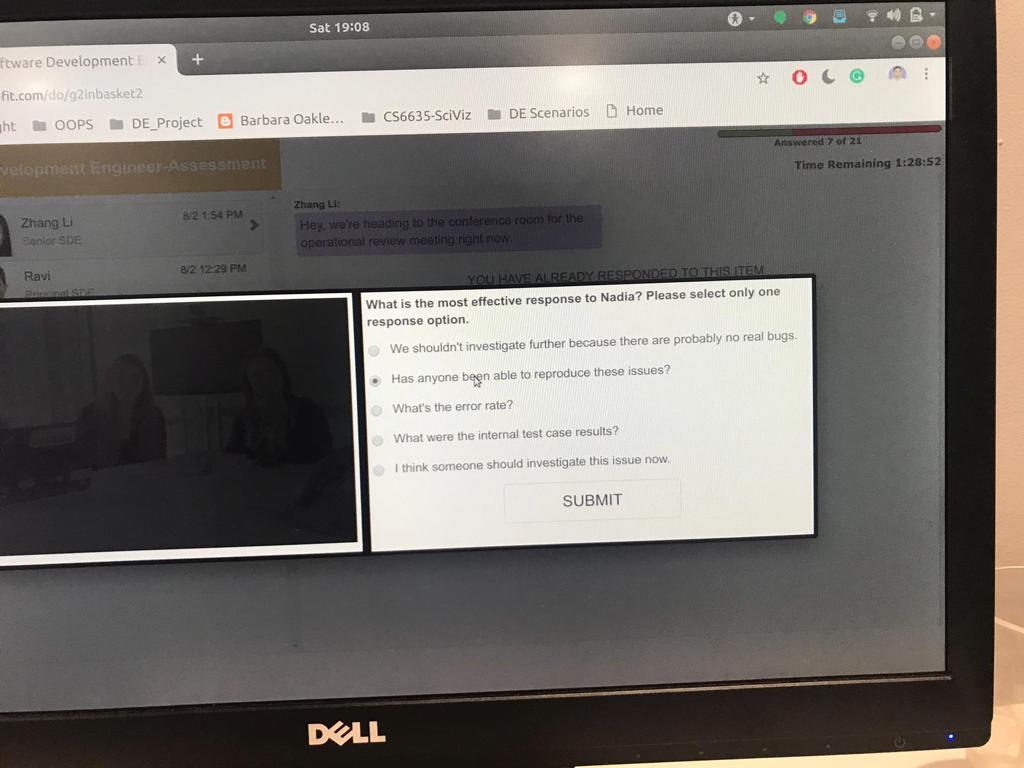 Sat 19:08
ftware Development E
fit.com/do/g2inbasket2
ht OOPS DE_Project Barbara Oakle... CS6635-SciViz DE Scenarios Home
velopment Engineer-Assessment
Answered 7 of 21
Time Remaining 1:28:52
Zhang Li 8/2 1:54 PM
Senior SDE
Ravi 8/2 12:29 PM
Principal SDE
Zhang Li:
Hey, we're heading to the conference room for the
operational review meeting right now.
YOU HAVE ALREADY RESPONDED TO THIS ITEM
What is the most effective response to Nadia? Please select only one
response option.
We shouldn't investigate further because there are probably no real bugs.
Has anyone been able to reproduce these issues?
What's the error rate?
What were the internal test case results?
I think someone should investigate this issue now.
SUBMIT
DELL